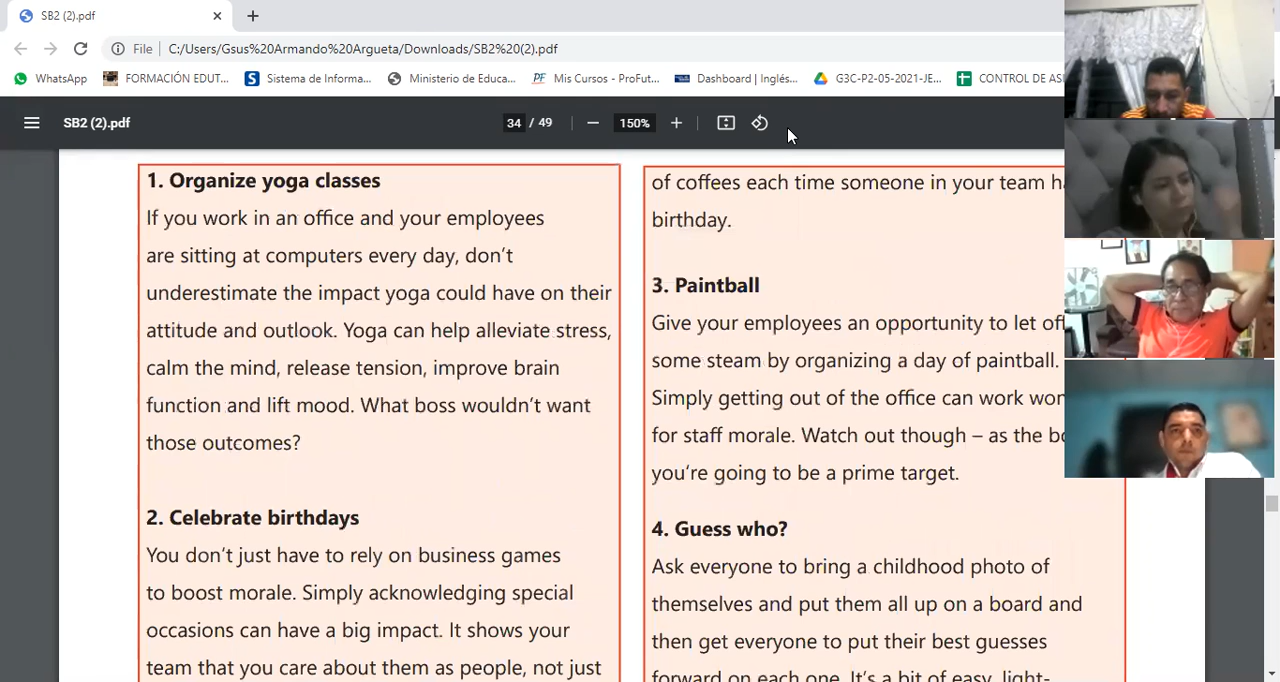 SB2 (2).pdf
File
C:/Users/Gsus%20Armando%20Argueta/Downloads/SB2%20(2).pdf
WhatsApp
FORMACIÓN EDUT...
Sistema de Informa...
Ministerio de Educa...
Mis Cursos - ProFut...
Dashboard | Inglés...
G3C-P2-05-2021-JE...
CONTROL DE
SB2 (2).pdf
34 / 49
150%
1. Organize yoga classes
If you work in an office and your employees
are sitting at computers every day, don't
underestimate the impact yoga could have on their
attitude and outlook. Yoga can help alleviate stress,
calm the mind, release tension, improve brain
function and lift mood. What boss wouldn't want
those outcomes?
2. Celebrate birthdays
You don't just have to rely on business games
to boost morale. Simply acknowledging special
occasions can have a big impact. It shows your
team that you care about them as people, not just
of coffees each time someone in your team
birthday.
3. Paintball
Give your employees an opportunity to let off
some steam by organizing a day of paintball.
Simply getting out of the office can work
for staff morale. Watch out though – as the
you're going to be a prime target.
4. Guess who?
Ask everyone to bring a childhood photo of
themselves and put them all up on a board and
then get everyone to put their best guesses
forward on each one. It's a bit of easy, light-